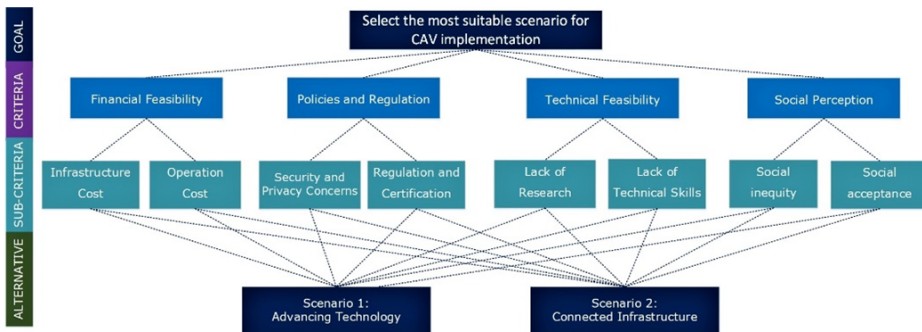 GOAL
Select the most suitable scenario for
CAV implementation
CRITERIA
Financial Feasibility
Policies and Regulation
Technical Feasibility
Social Perception
SUB-CRITERIA
Infrastructure
Cost
Operation
Cost
Security and
Privacy Concerns
Regulation and
Certification
Lack of
Research
Lack of
Technical Skills
Social
inequity
Social
acceptance
ALTERNATIVE
Scenario 1:
Advancing Technology
Scenario 2:
Connected Infrastructure